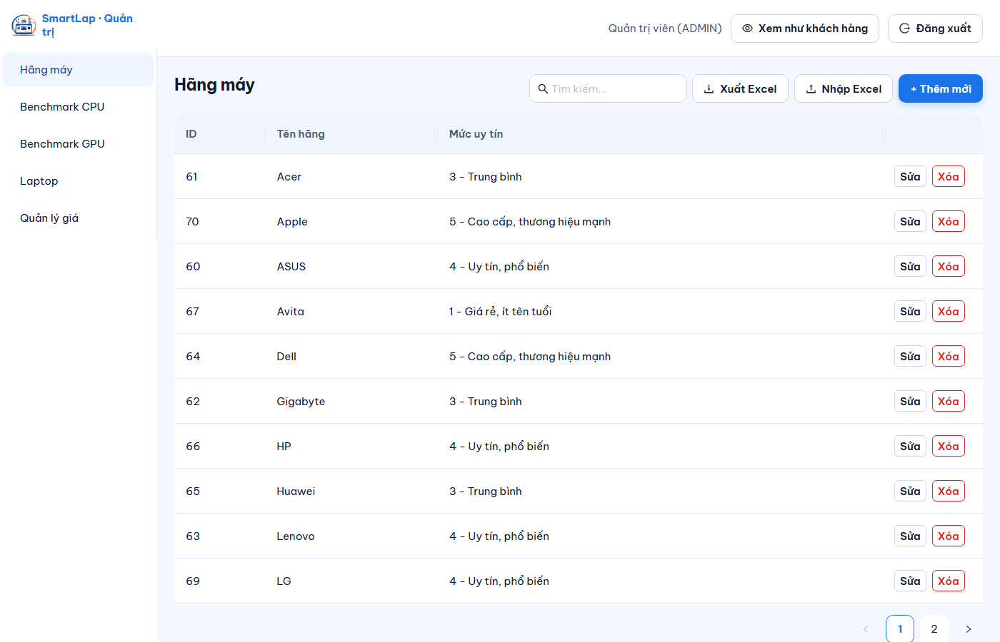 SmartLap · Quản
trị
Quản trị viên (ADMIN)
Xem như khách hàng
Đăng xuất
Hãng máy
Benchmark CPU
Benchmark GPU
Laptop
Quản lý giá
Hãng máy
Tìm kiếm...
Xuất Excel
Nhập Excel
+ Thêm mới
ID Tên hãng Mức uy tín
61 Acer 3 - Trung bình Sửa Xóa
70 Apple 5 - Cao cấp, thương hiệu mạnh Sửa Xóa
60 ASUS 4 - Uy tín, phổ biến Sửa Xóa
67 Avita 1 - Giá rẻ, ít tên tuổi Sửa Xóa
64 Dell 5 - Cao cấp, thương hiệu mạnh Sửa Xóa
62 Gigabyte 3 - Trung bình Sửa Xóa
66 HP 4 - Uy tín, phổ biến Sửa Xóa
65 Huawei 3 - Trung bình Sửa Xóa
63 Lenovo 4 - Uy tín, phổ biến Sửa Xóa
69 LG 4 - Uy tín, phổ biến Sửa Xóa
< 1 2 >